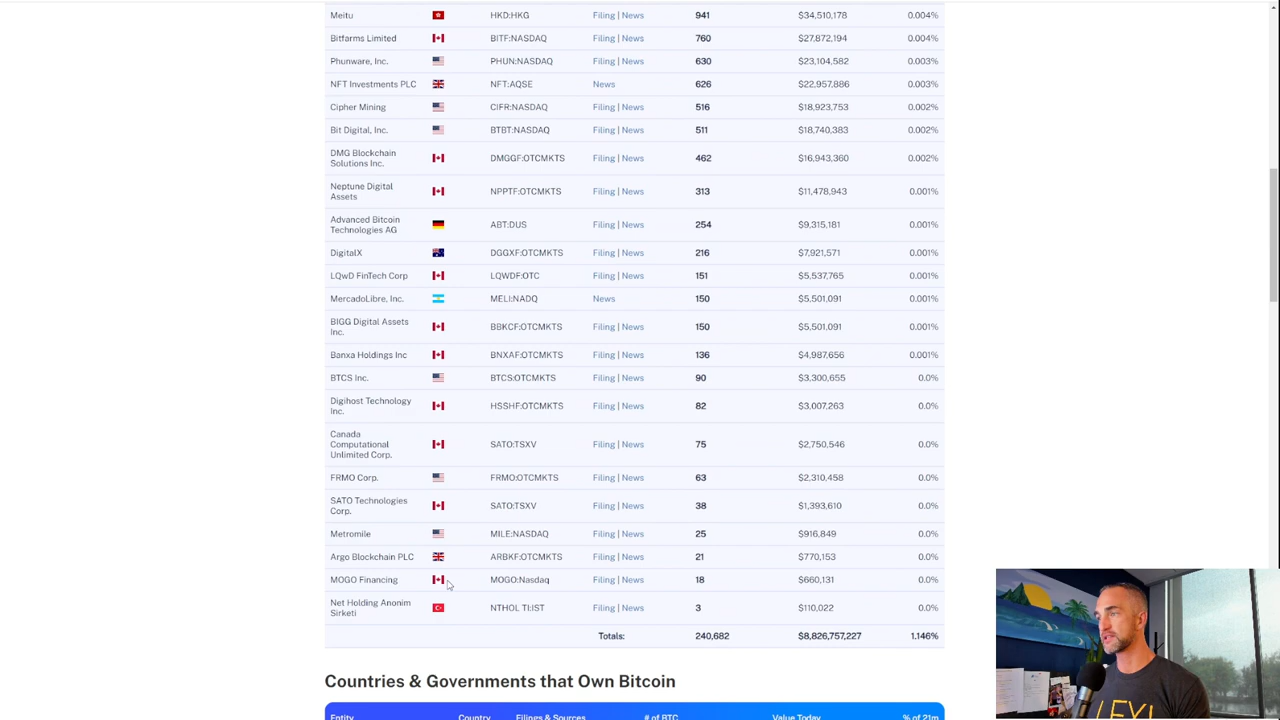 Meitu HKD:HKG Filing | News 941 $34,510,178 0.004%
Bitfarms Limited BITF:NASDAQ Filing | News 760 $27,872,194 0.004%
Phunware, Inc. PHUN:NASDAQ Filing | News 630 $23,104,582 0.003%
NFT Investments PLC NFT:AQSE News 626 $22,957,886 0.003%
Cipher Mining CIFR:NASDAQ Filing | News 516 $18,923,753 0.002%
Bit Digital, Inc. BTBT:NASDAQ Filing | News 511 $18,740,383 0.002%
DMG Blockchain
Solutions Inc. DMGGF:OTCMKTS Filing | News 462 $16,943,360 0.002%
Neptune Digital
Assets NPPTF:OTCMKTS Filing | News 313 $11,478,943 0.001%
Advanced Bitcoin
Technologies AG ABT:DUS Filing | News 254 $9,315,181 0.001%
DigitalX DGGXF:OTCMKTS Filing | News 216 $7,921,571 0.001%
LQwD FinTech Corp LQWDF:OTC Filing | News 151 $5,537,765 0.001%
MercadoLibre, Inc. MELI:NADQ News 150 $5,501,091 0.001%
BIGG Digital Assets
Inc. BBKCF:OTCMKTS Filing | News 150 $5,501,091 0.001%
Banxa Holdings Inc BNXAF:OTCMKTS Filing | News 136 $4,987,656 0.001%
BTCS Inc. BTCS:OTCMKTS Filing | News 90 $3,300,655 0.0%
Digihost Technology
Inc. HSSHF:OTCMKTS Filing | News 82 $3,007,263 0.0%
Canada
Computational
Unlimited Corp. SATO:TSXV Filing | News 75 $2,750,546 0.0%
FRMO Corp. FRMO:OTCMKTS Filing | News 63 $2,310,458 0.0%
SATO Technologies
Corp. SATO:TSXV Filing | News 38 $1,393,610 0.0%
Metromile MILE:NASDAQ Filing | News 25 $916,849 0.0%
Argo Blockchain PLC ARBKF:OTCMKTS Filing | News 21 $770,153 0.0%
MOGO Financing MOGO:Nasdaq Filing | News 18 $660,131 0.0%
Net Holding Anonim
Sirketi NTHOL TI:IST Filing | News 3 $110,022 0.0%
Totals: 240,682 $8,826,757,227 1.146%
Countries & Governments that Own Bitcoin
Entity Country Filings & Sources # of BTC Value Today % of 21m